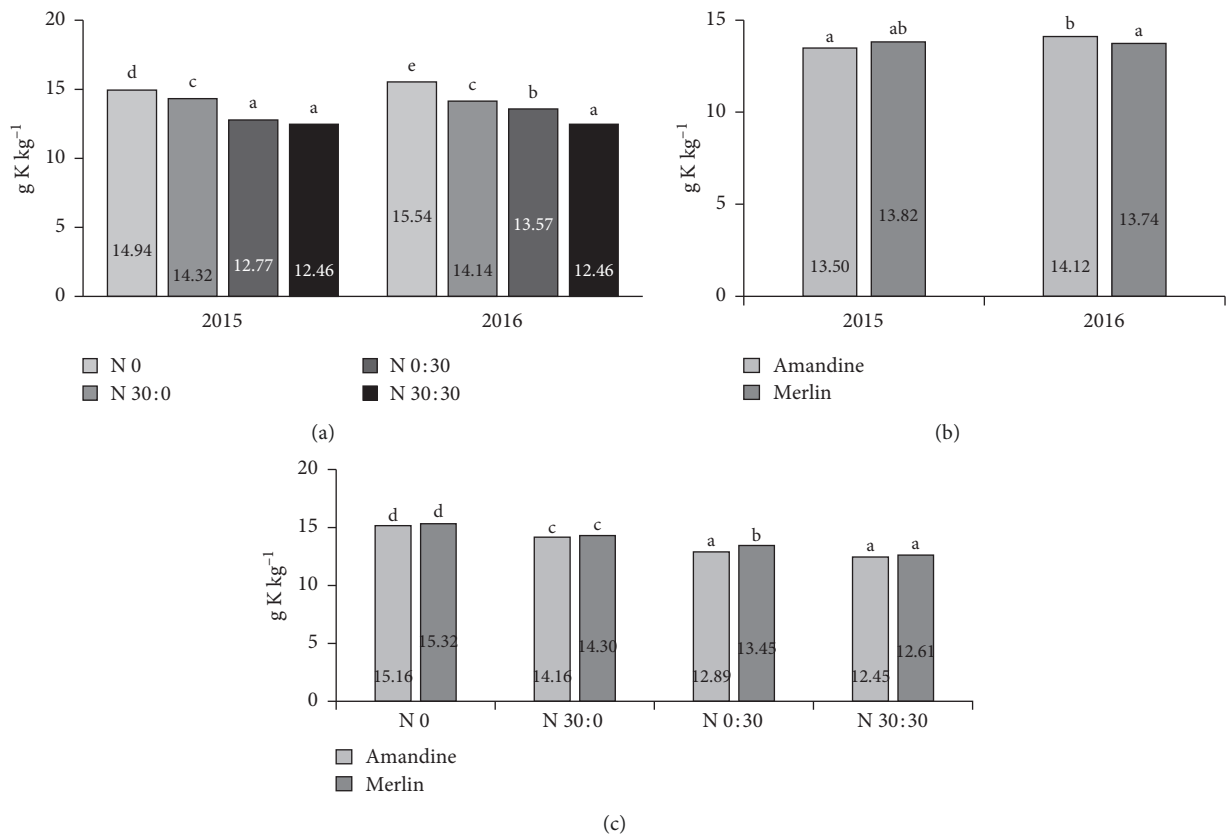 20
15
10
5
0
g K kg⁻¹
d
c
a
a
e
c
b
a
14.94
14.32
12.77
12.46
15.54
14.14
13.57
12.46
2015
2016
N 0
N 0:30
N 30:0
N 30:30
(a)
15
10
5
0
g K kg⁻¹
a
ab
b
a
13.50
13.82
14.12
13.74
2015
2016
Amandine
Merlin
(b)
20
15
10
5
0
g K kg⁻¹
d
d
c
c
a
b
a
a
15.16
15.32
14.16
14.30
12.89
13.45
12.45
12.61
N 0
N 30:0
N 0:30
N 30:30
Amandine
Merlin
(c)